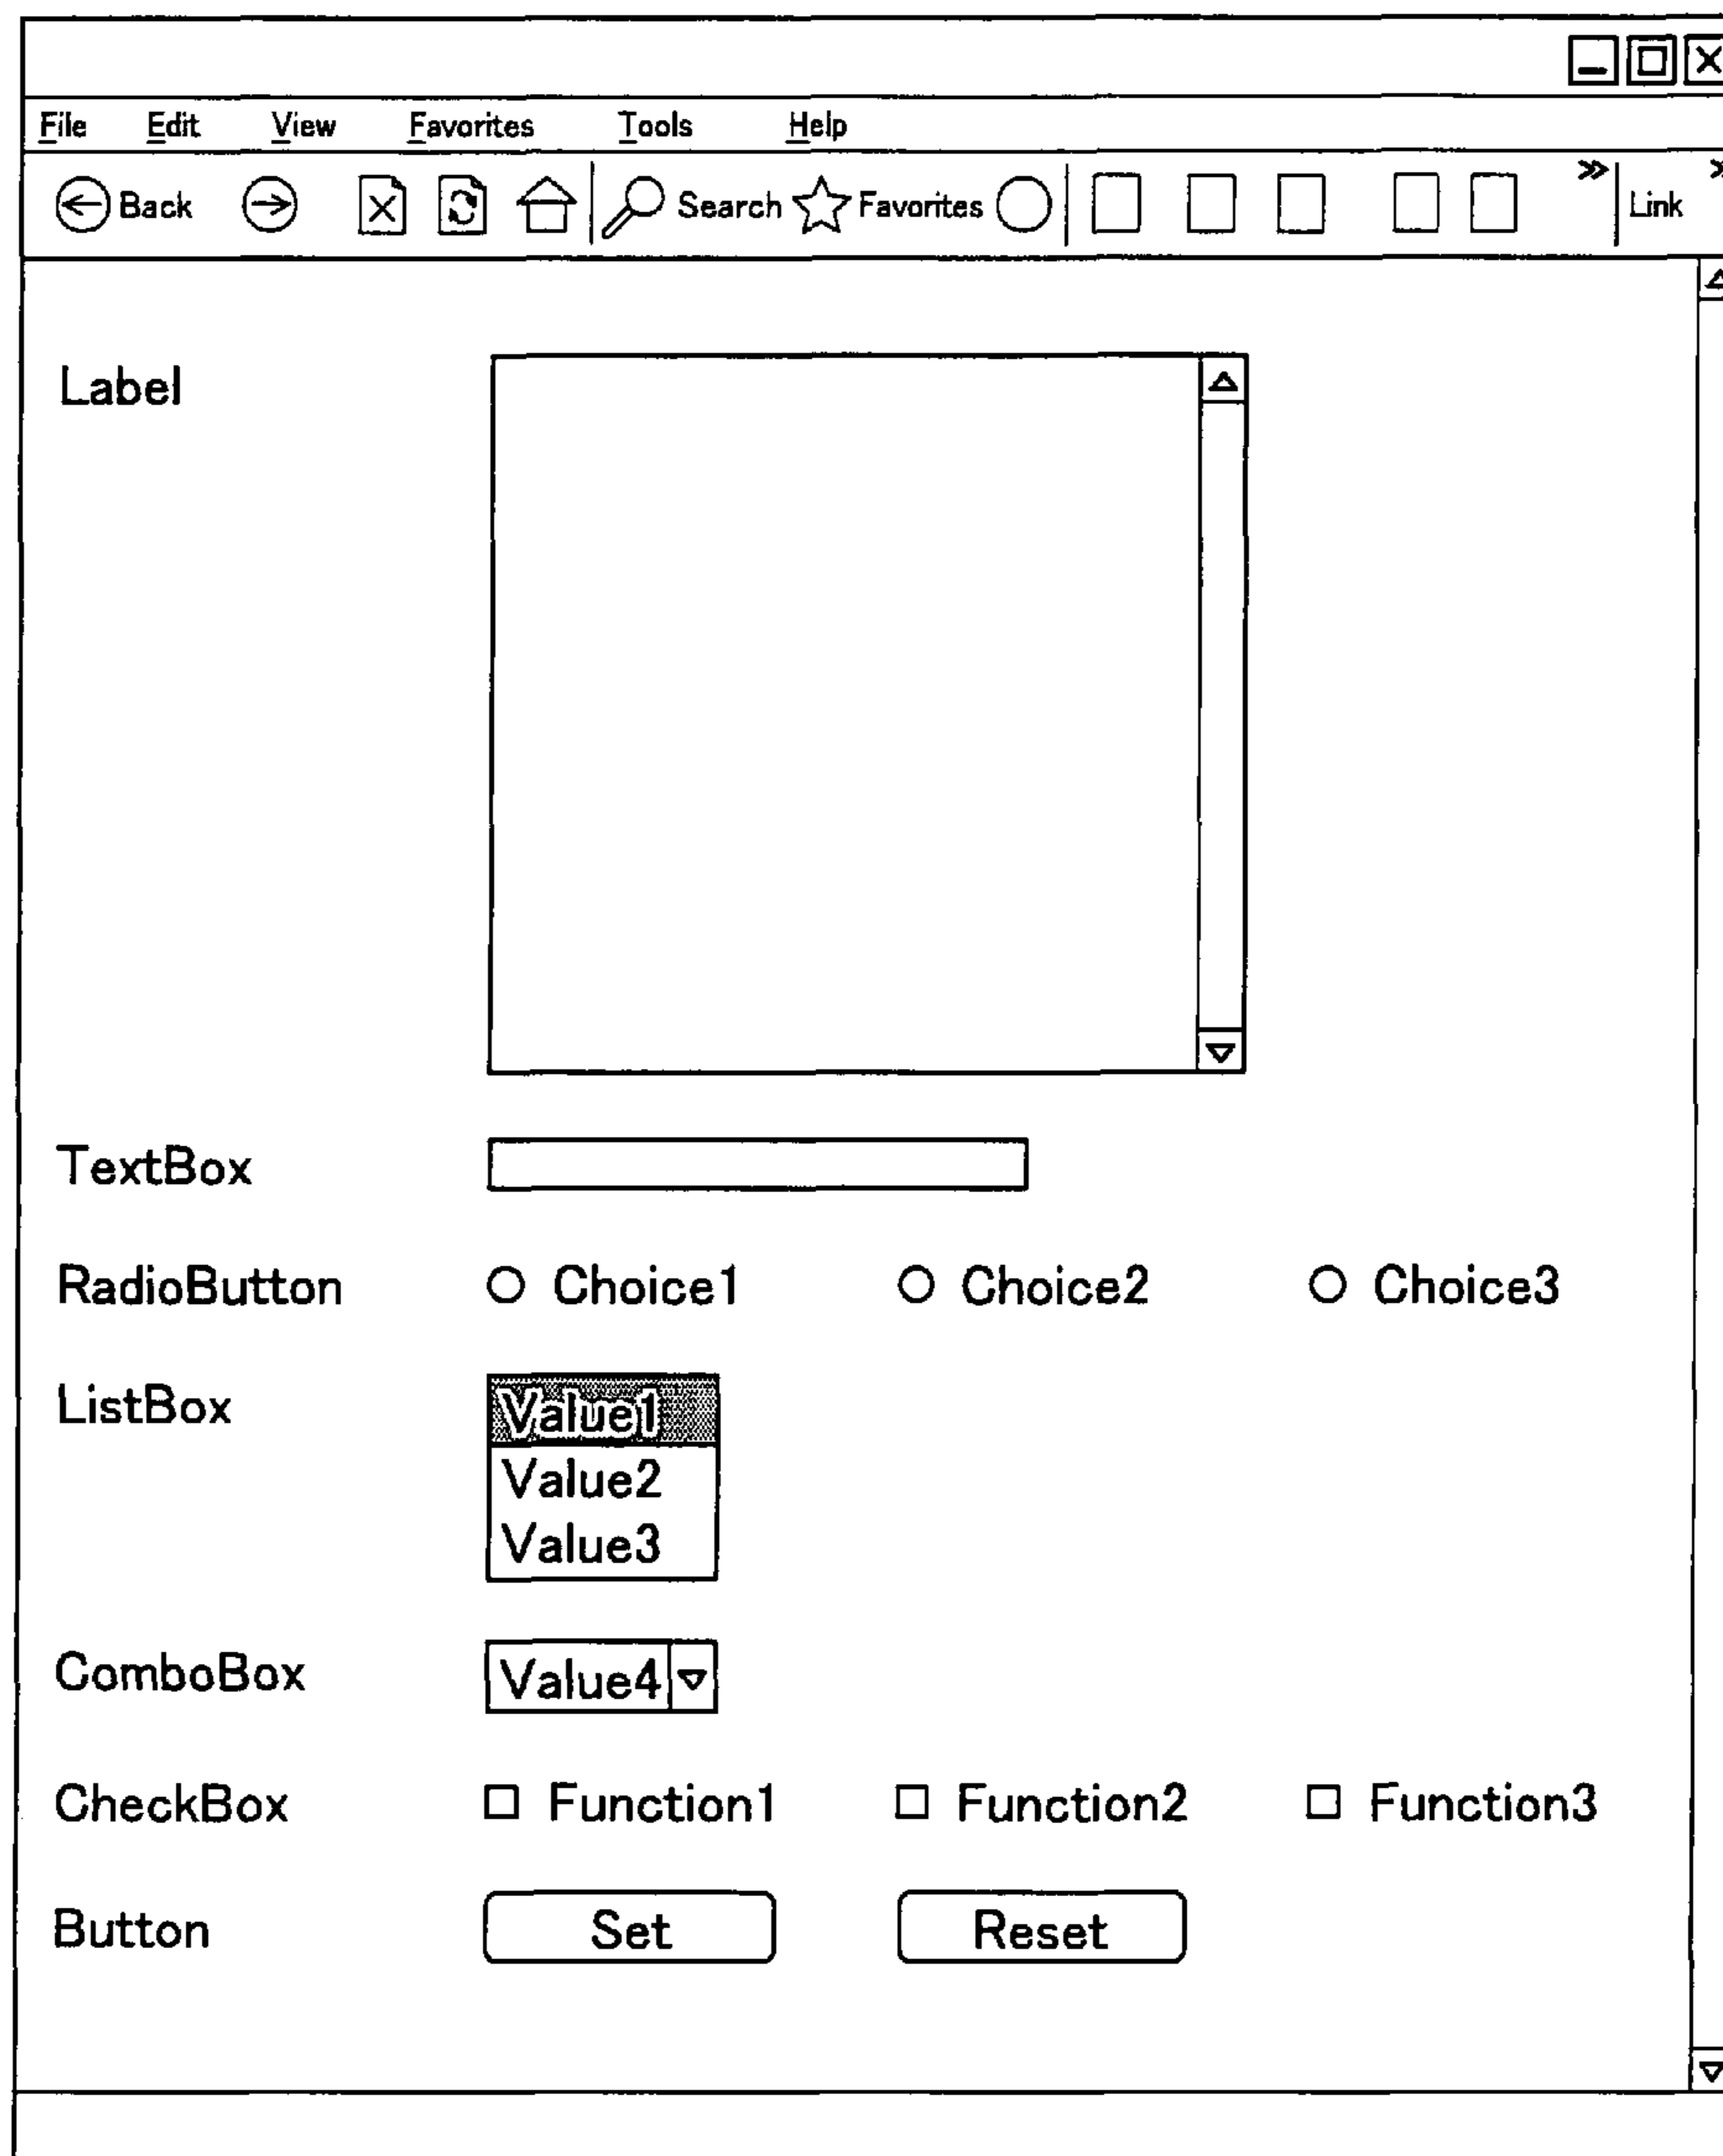 File Edit View Favorites Tools Help
Back Search Favorites Link
Label
TextBox
RadioButton Choice1 Choice2 Choice3
ListBox Value1
Value2
Value3
ComboBox Value4
CheckBox Function1 Function2 Function3
Button Set Reset